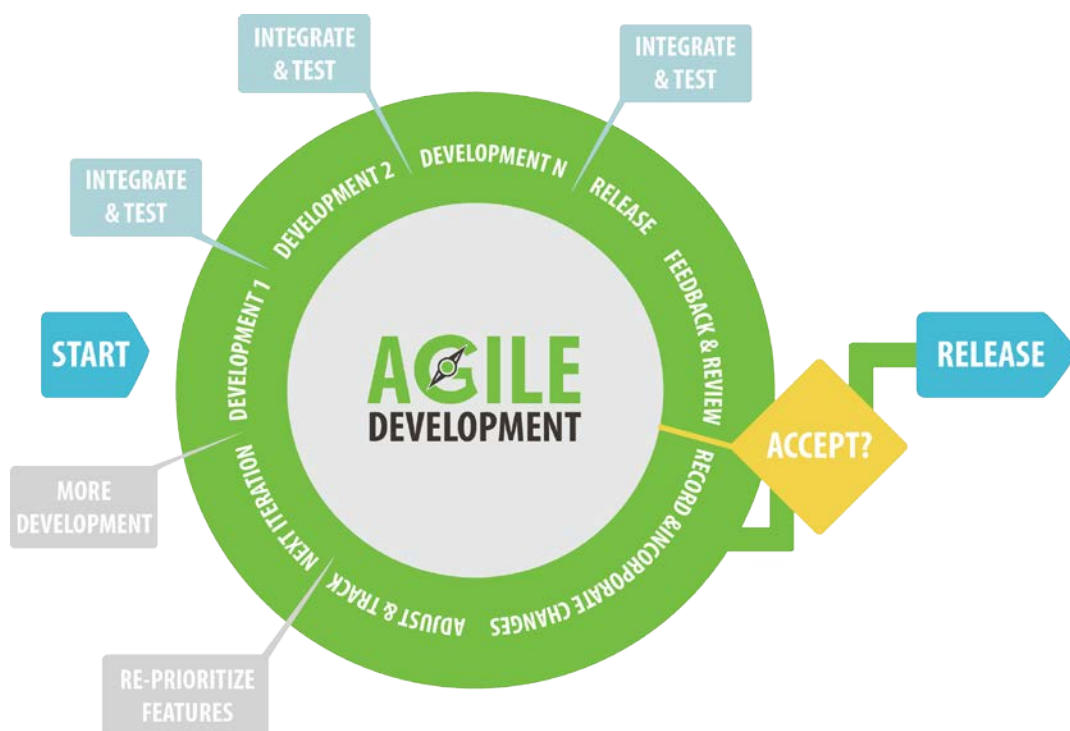 INTEGRATE
& TEST
INTEGRATE
& TEST
INTEGRATE
& TEST
START
DEVELOPMENT 1
DEVELOPMENT 2
DEVELOPMENT N
RELEASE
FEEDBACK & REVIEW
RECORD &INCORPORATE CHANGES
ADJUST & TRACK
NEXT ITERATION
AGILE
DEVELOPMENT
ACCEPT?
RELEASE
MORE
DEVELOPMENT
RE-PRIORITIZE
FEATURES